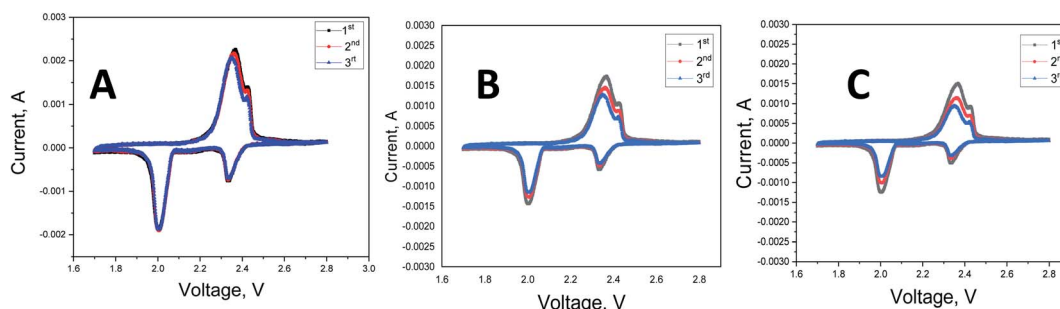 A
Current, A
0.003
0.002
0.001
0.000
-0.001
-0.002
1.6 1.8 2.0 2.2 2.4 2.6 2.8 3.0
Voltage, V
1st
2nd
3rt
B
Current, A
0.0030
0.0025
0.0020
0.0015
0.0010
0.0005
0.0000
-0.0005
-0.0010
-0.0015
-0.0020
-0.0025
-0.0030
1.6 1.8 2.0 2.2 2.4 2.6 2.8
Voltage, V
1st
2nd
3rd
C
Current, A
0.0030
0.0025
0.0020
0.0015
0.0010
0.0005
0.0000
-0.0005
-0.0010
-0.0015
-0.0020
-0.0025
-0.0030
1.6 1.8 2.0 2.2 2.4 2.6 2.8
Voltage, V
1st